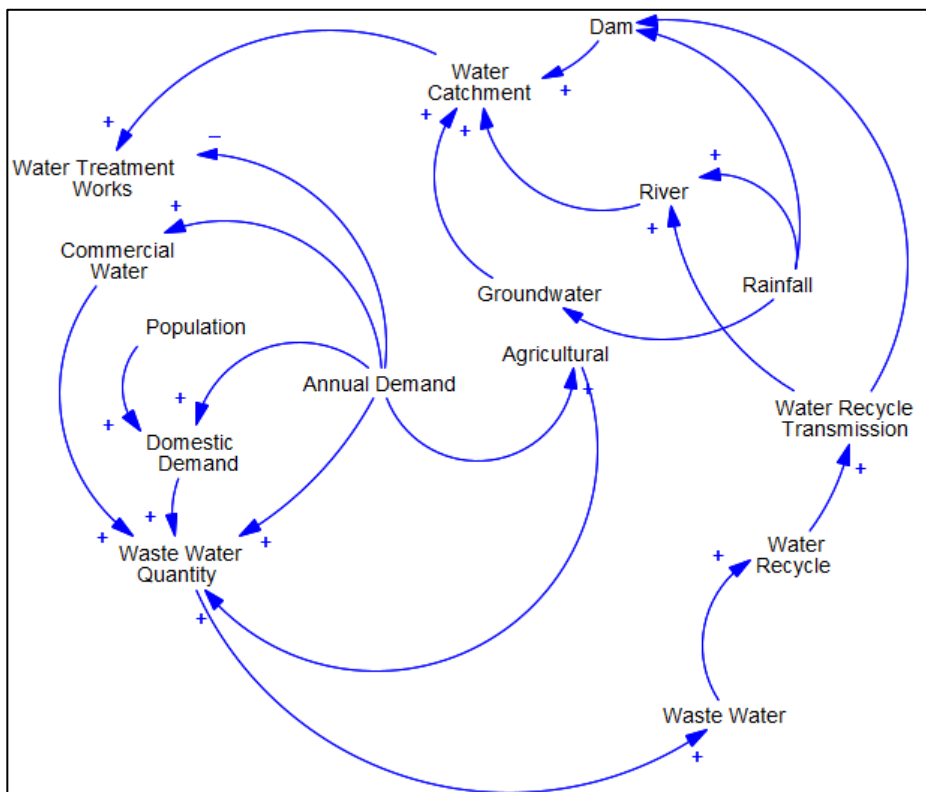 Dam
Water
Catchment
+
+
+
+
–
Water Treatment
Works
+
River
+
+
Commercial
Water
Groundwater
Rainfall
Population
Agricultural
Annual Demand
+
+
+
Water Recycle
Transmission
Domestic
Demand
+
+
+
+
Waste Water
Quantity
+
Water
Recycle
+
Waste Water
+